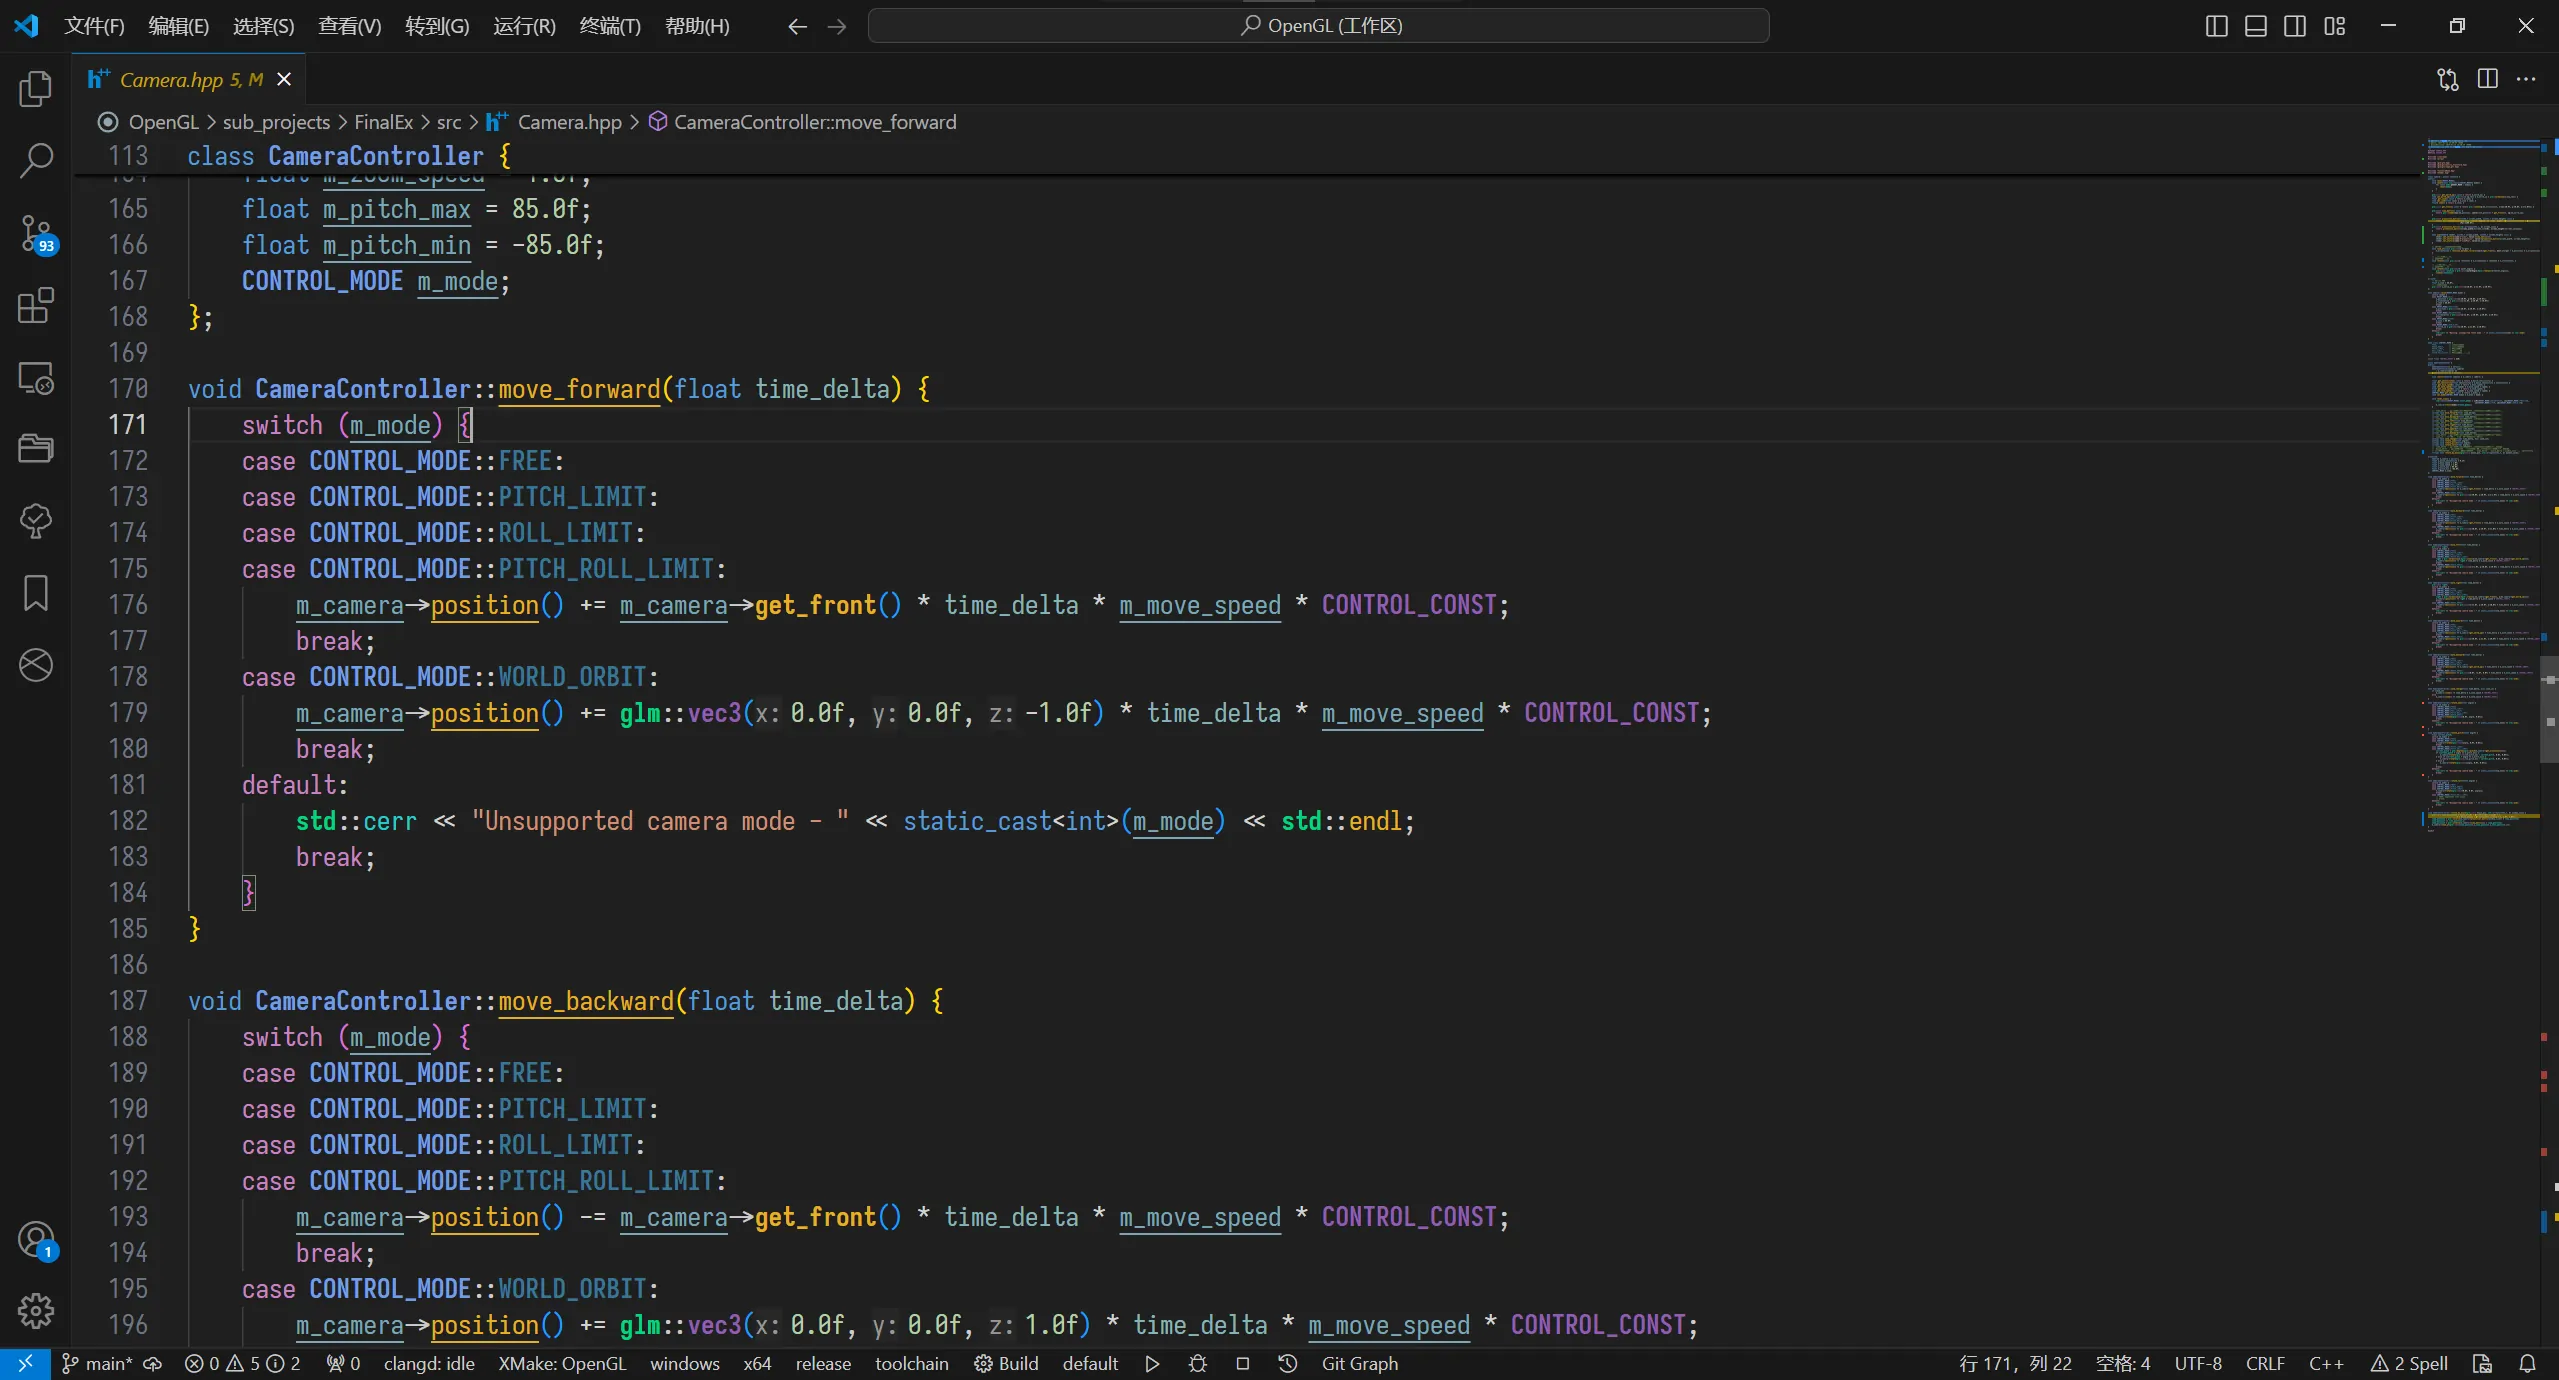 文件(F) 编辑(E) 选择(S) 查看(V) 转到(G) 运行(R) 终端(T) 帮助(H) OpenGL (工作区)
Camera.hpp 5, M
OpenGL > sub_projects > FinalEx > src > Camera.hpp > CameraController::move_forward
113 class CameraController {
165 float m_pitch_max = 85.0f;
166 float m_pitch_min = -85.0f;
167 CONTROL_MODE m_mode;
168 };
169
170 void CameraController::move_forward(float time_delta) {
171 switch (m_mode) {
172 case CONTROL_MODE::FREE:
173 case CONTROL_MODE::PITCH_LIMIT:
174 case CONTROL_MODE::ROLL_LIMIT:
175 case CONTROL_MODE::PITCH_ROLL_LIMIT:
176 m_camera->position() += m_camera->get_front() * time_delta * m_move_speed * CONTROL_CONST;
177 break;
178 case CONTROL_MODE::WORLD_ORBIT:
179 m_camera->position() += glm::vec3(x: 0.0f, y: 0.0f, z: -1.0f) * time_delta * m_move_speed * CONTROL_CONST;
180 break;
181 default:
182 std::cerr << "Unsupported camera mode - " << static_cast<int>(m_mode) << std::endl;
183 break;
184 }
185 }
186
187 void CameraController::move_backward(float time_delta) {
188 switch (m_mode) {
189 case CONTROL_MODE::FREE:
190 case CONTROL_MODE::PITCH_LIMIT:
191 case CONTROL_MODE::ROLL_LIMIT:
192 case CONTROL_MODE::PITCH_ROLL_LIMIT:
193 m_camera->position() -= m_camera->get_front() * time_delta * m_move_speed * CONTROL_CONST;
194 break;
195 case CONTROL_MODE::WORLD_ORBIT:
196 m_camera->position() += glm::vec3(x: 0.0f, y: 0.0f, z: 1.0f) * time_delta * m_move_speed * CONTROL_CONST;
93
1
main* 0 5 2 0 clangd: idle XMake: OpenGL windows x64 release toolchain Build default Git Graph 行 171，列 22 空格: 4 UTF-8 CRLF C++ 2 Spell